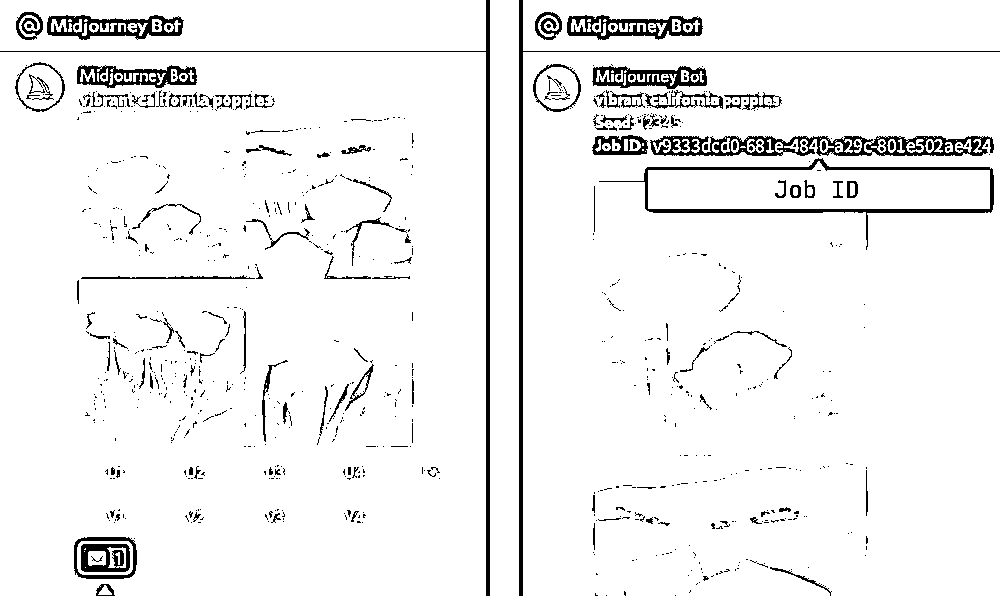 @ Midjourney Bot
Midjourney Bot
vibrant california poppies
U1 U2 U3 U4
V1 V2 V3 V4
1
@ Midjourney Bot
Midjourney Bot
vibrant california poppies
Seed 12345
Job ID: v9333dcd0-681e-4840-a29c-801e502ae424
Job ID